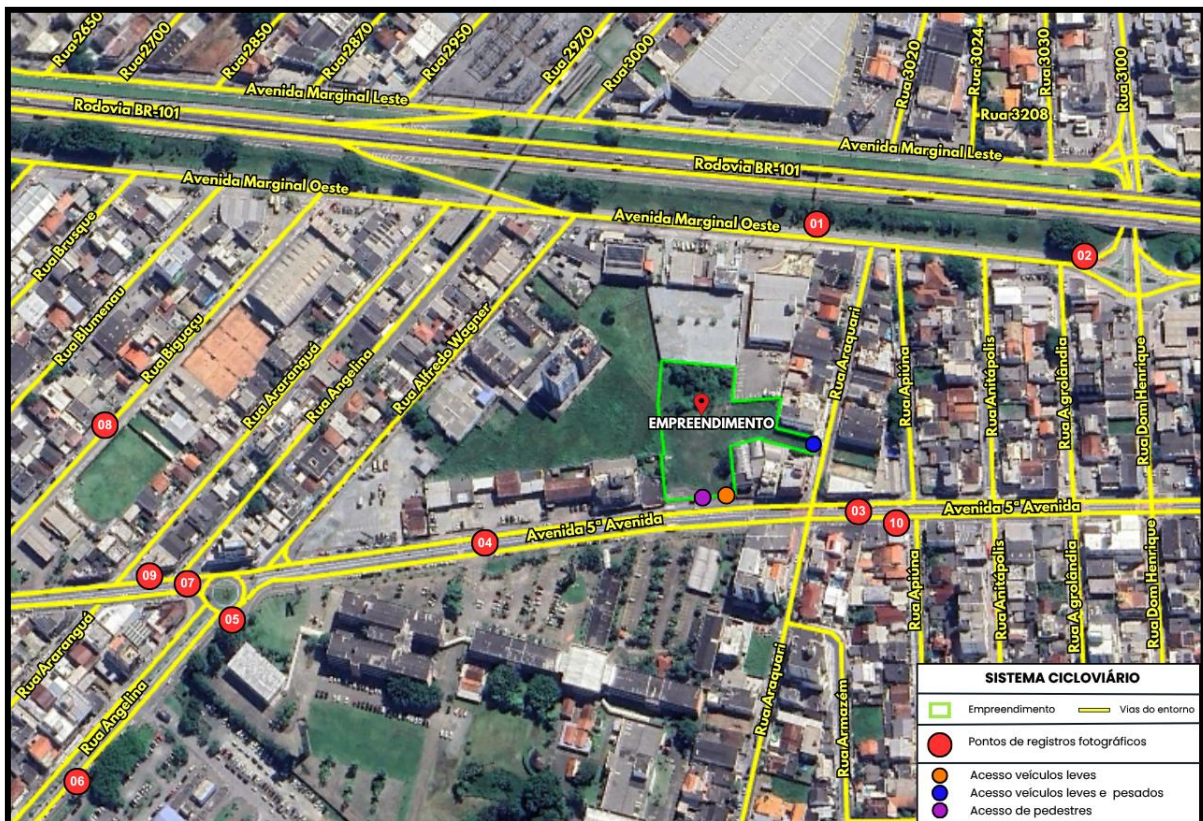 Rua 2650
Rua 2700
Rua 2850
Rua 2870
Rua 2950
Rua 2970
Rua 3000
Rua 3020
Rua 3024
Rua 3030
Rua 3100
Avenida Marginal Leste
Rodovia BR-101
Rua 3208
Avenida Marginal Leste
Rodovia BR-101
Avenida Marginal Oeste
Avenida Marginal Oeste
01
02
Rua Brusque
Rua Blumenau
Rua Biguaçu
Rua Araranguá
Rua Angelina
Rua Alfredo Wagner
Rua Araquari
Rua Apiúna
Rua Anitápolis
Rua Agrolândia
Rua Dom Henrique
08
EMPREENDIMENTO
03
10
Avenida 5ª Avenida
Avenida 5ª Avenida
04
09
07
05
Rua Araranguá
Rua Angelina
06
Rua Araquari
Rua Armazém
Rua Apiúna
Rua Anitápolis
Rua Agrolândia
Rua Dom Henrique
SISTEMA CICLOVIÁRIO
Empreendimento
Vias do entorno
Pontos de registros fotográficos
Acesso veículos leves
Acesso veículos leves e pesados
Acesso de pedestres